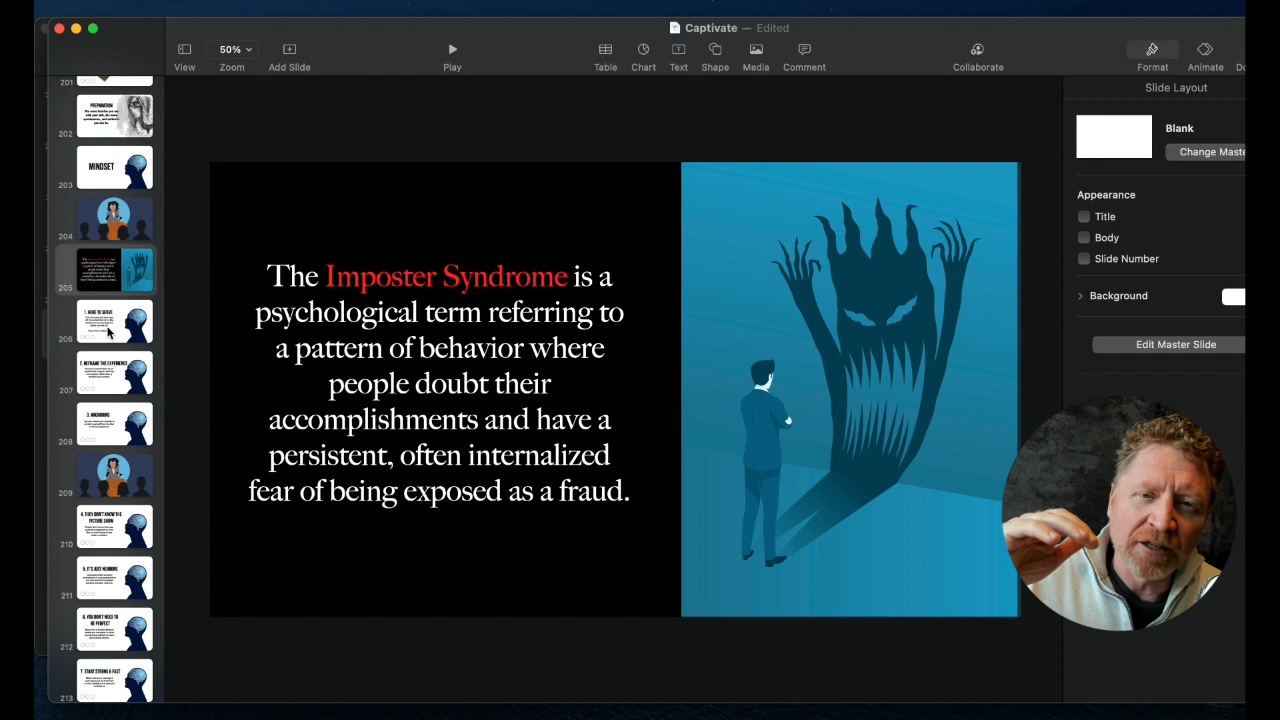 Captivate — Edited
50%
View
Zoom
Add Slide
Play
Table
Chart
Text
Shape
Media
Comment
Collaborate
Format
Animate
Slide Layout
Blank
Change Maste
Appearance
Title
Body
Slide Number
Background
Edit Master Slide
201
202
PREPARATION
203
MINDSET
204
205
206
1. HERE TO SERVE
207
2. REFRAME THE EXPERIENCE
208
3. ANCHORING
209
210
4. THEY DON'T KNOW THE
PICTURE SHOW
211
5. IT'S JUST NEURONS
212
6. YOU DON'T NEED TO
BE PERFECT
213
7. START STRONG & FAST
The Imposter Syndrome is a
psychological term referring to
a pattern of behavior where
people doubt their
accomplishments and have a
persistent, often internalized
fear of being exposed as a fraud.